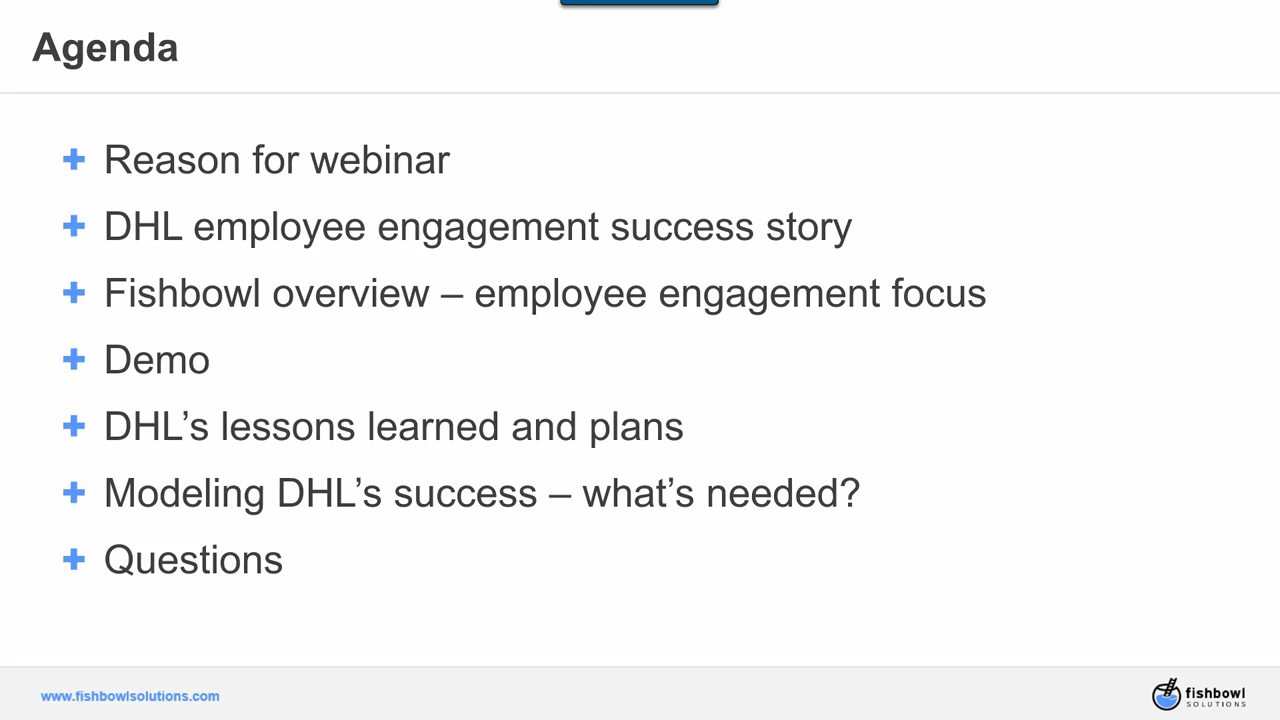 Agenda
Reason for webinar
DHL employee engagement success story
Fishbowl overview – employee engagement focus
Demo
DHL’s lessons learned and plans
Modeling DHL’s success – what’s needed?
Questions
www.fishbowlsolutions.com
fishbowl
SOLUTIONS